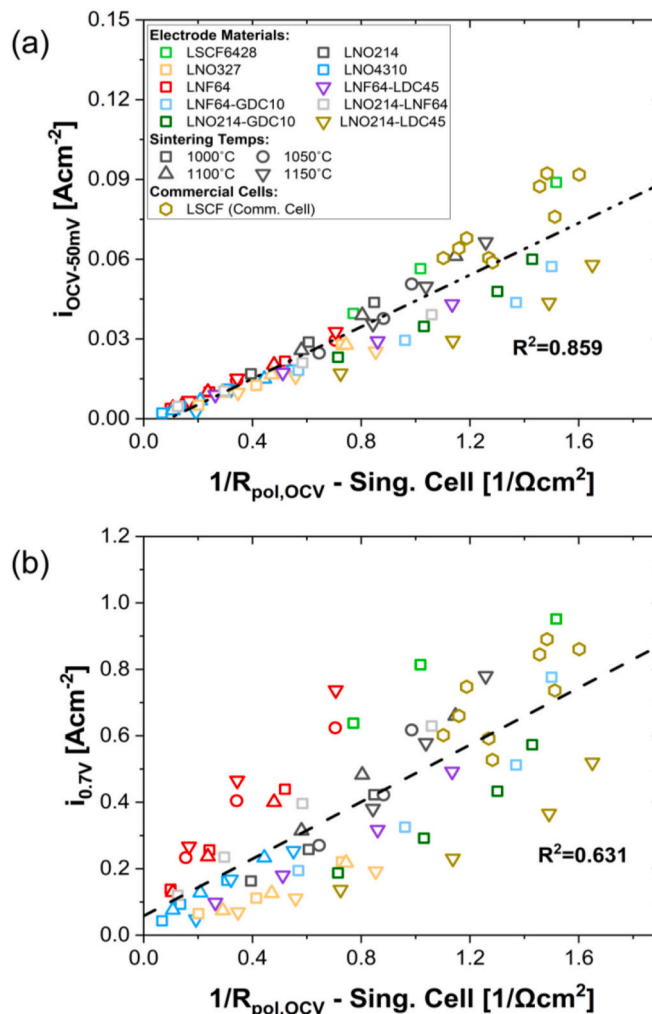 (a)
0.15
0.12
0.09
0.06
0.03
0.00
i_OCV-50mV [Acm⁻²]
Electrode Materials:
LSCF6428
LNO214
LNO327
LNO4310
LNF64
LNF64-LDC45
LNF64-GDC10
LNO214-LNF64
LNO214-GDC10
LNO214-LDC45
Sintering Temps:
1000°C
1050°C
1100°C
1150°C
Commercial Cells:
LSCF (Comm. Cell)
R²=0.859
0.0 0.4 0.8 1.2 1.6
1/R_pol,OCV - Sing. Cell [1/Ωcm²]
(b)
1.2
1.0
0.8
0.6
0.4
0.2
0.0
i_0.7V [Acm⁻²]
R²=0.631
0.0 0.4 0.8 1.2 1.6
1/R_pol,OCV - Sing. Cell [1/Ωcm²]